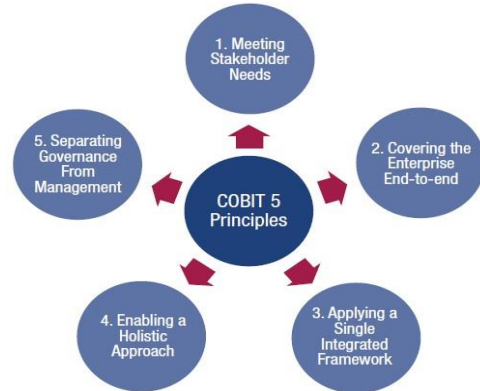 1. Meeting
Stakeholder
Needs
2. Covering the
Enterprise
End-to-end
3. Applying a
Single
Integrated
Framework
4. Enabling a
Holistic
Approach
5. Separating
Governance
From
Management
COBIT 5
Principles